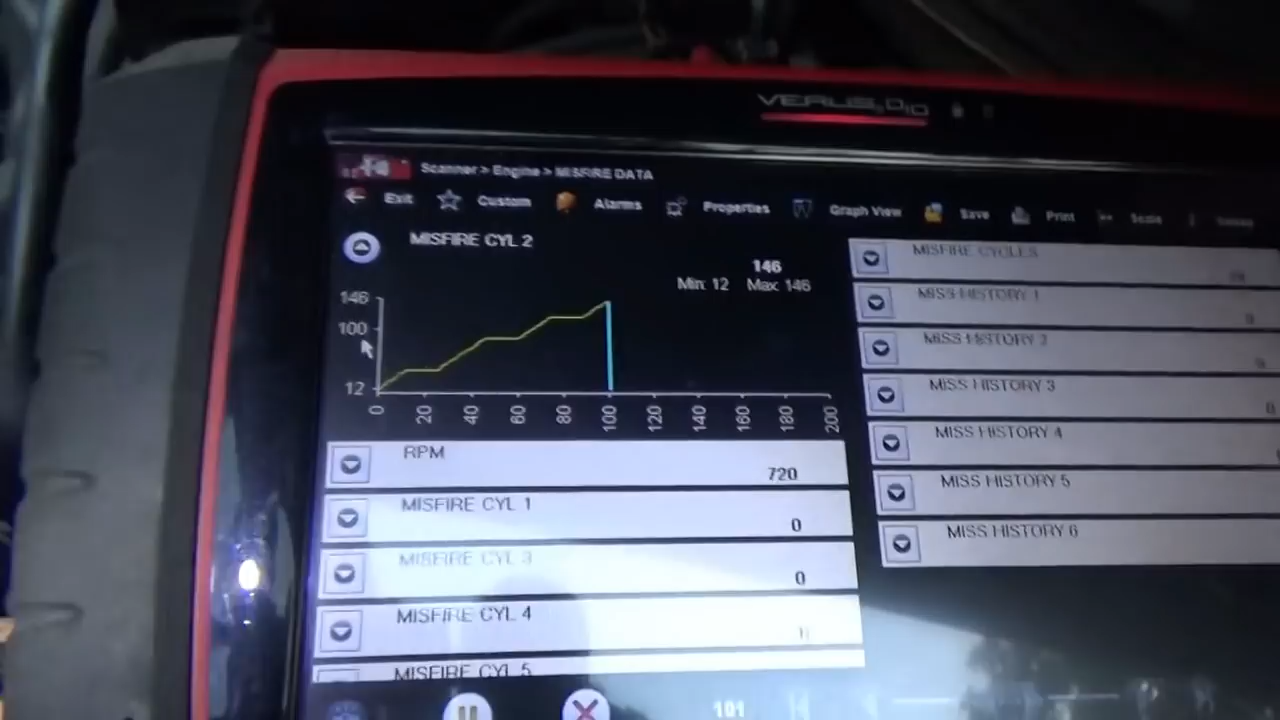 VERUS PRO
Scanner > Engine > MISFIRE DATA
Exit Custom Alarms Properties Graph View Save Print Scale
MISFIRE CYL 2
146
Min: 12 Max: 146
146
100
12
0 20 40 60 80 100 120 140 160 180 200
RPM
720
MISFIRE CYL 1
0
MISFIRE CYL 3
0
MISFIRE CYL 4
MISFIRE CYL 5
101
MISFIRE CYCLES
MISS HISTORY 1
MISS HISTORY 2
MISS HISTORY 3
0
MISS HISTORY 4
MISS HISTORY 5
MISS HISTORY 6